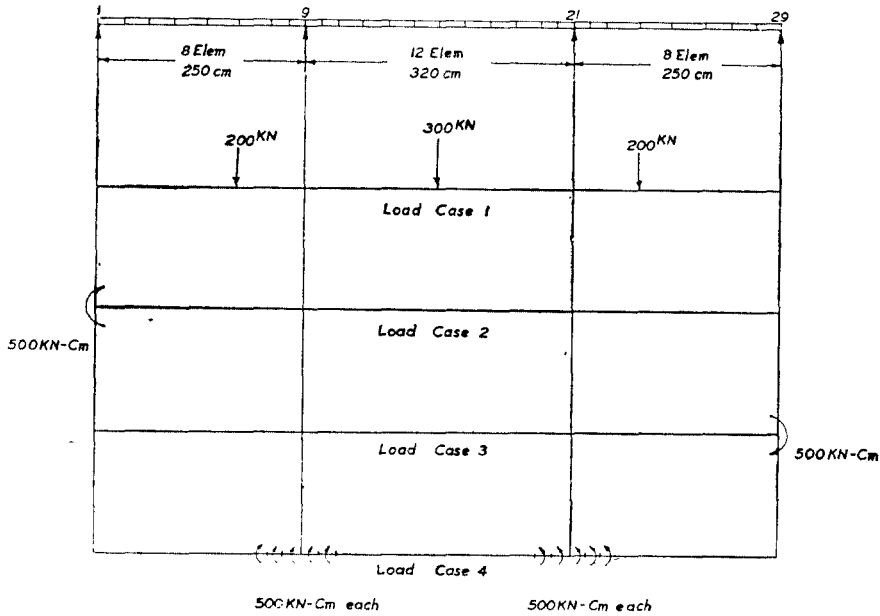 1 9 21 29
8 Elem 12 Elem 8 Elem
250 cm 320 cm 250 cm
200KN 300KN 200KN
Load Case 1
500KN-Cm
Load Case 2
Load Case 3
500KN-Cm
Load Case 4
500KN-Cm each 500KN-Cm each